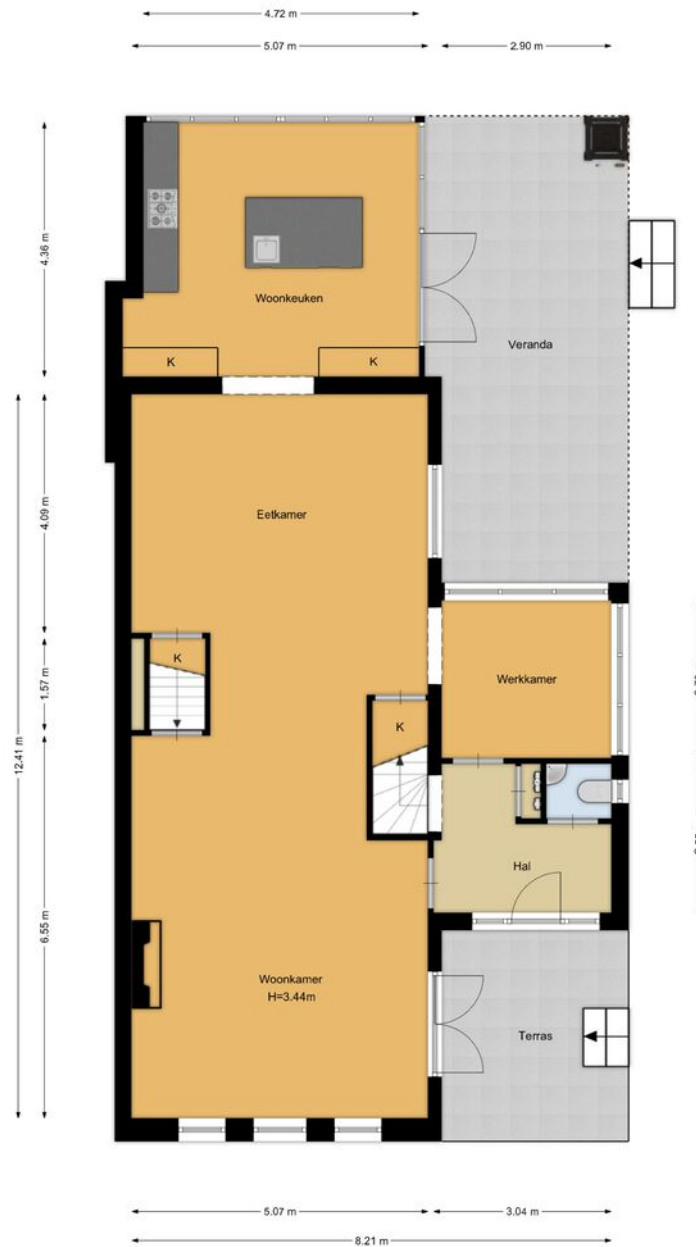 4.72 m
5.07 m
2.90 m
4.36 m
Woonkeuken
Veranda
K
K
4.09 m
Eetkamer
12.41 m
1.57 m
K
Werkkamer
K
Hal
6.55 m
Woonkamer
H=3.44m
Terras
5.07 m
3.04 m
8.21 m